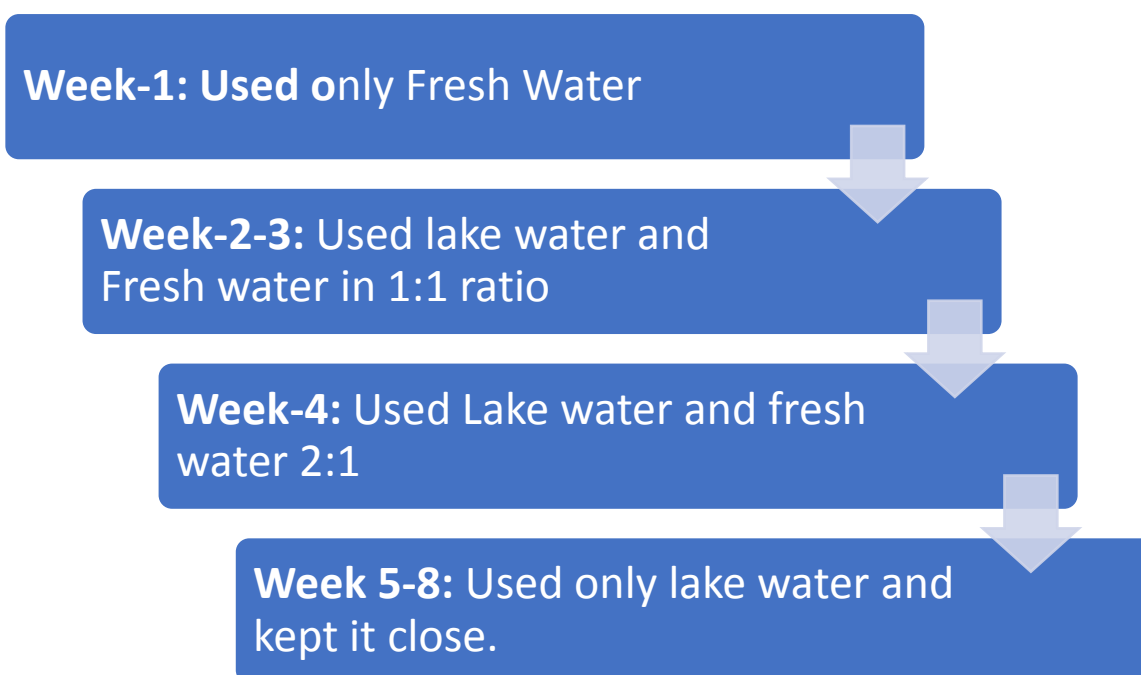 Week-1: Used only Fresh Water
Week-2-3: Used lake water and
Fresh water in 1:1 ratio
Week-4: Used Lake water and fresh
water 2:1
Week 5-8: Used only lake water and
kept it close.